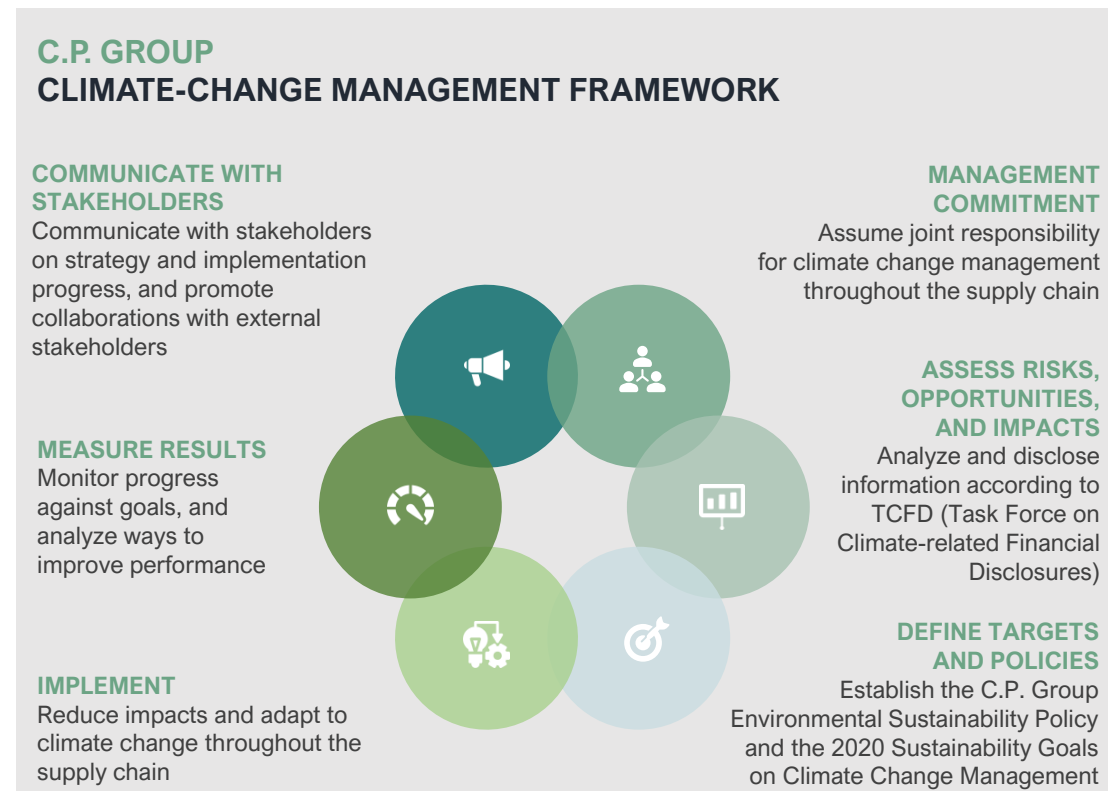 C.P. GROUP
CLIMATE-CHANGE MANAGEMENT FRAMEWORK
COMMUNICATE WITH
STAKEHOLDERS
Communicate with stakeholders
on strategy and implementation
progress, and promote
collaborations with external
stakeholders
MEASURE RESULTS
Monitor progress
against goals, and
analyze ways to
improve performance
IMPLEMENT
Reduce impacts and adapt to
climate change throughout the
supply chain
MANAGEMENT
COMMITMENT
Assume joint responsibility
for climate change management
throughout the supply chain
ASSESS RISKS,
OPPORTUNITIES,
AND IMPACTS
Analyze and disclose
information according to
TCFD (Task Force on
Climate-related Financial
Disclosures)
DEFINE TARGETS
AND POLICIES
Establish the C.P. Group
Environmental Sustainability Policy
and the 2020 Sustainability Goals
on Climate Change Management